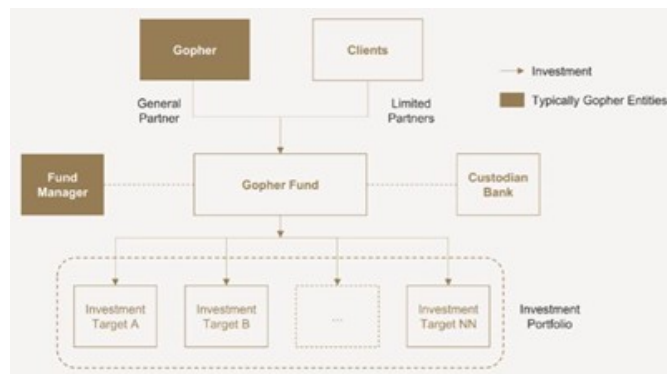 Gopher
Clients
Investment
General
Partner
Limited
Partners
Typically Gopher Entities
Fund
Manager
Gopher Fund
Custodian
Bank
Investment
Target A
Investment
Target B
...
Investment
Target NN
Investment
Portfolio